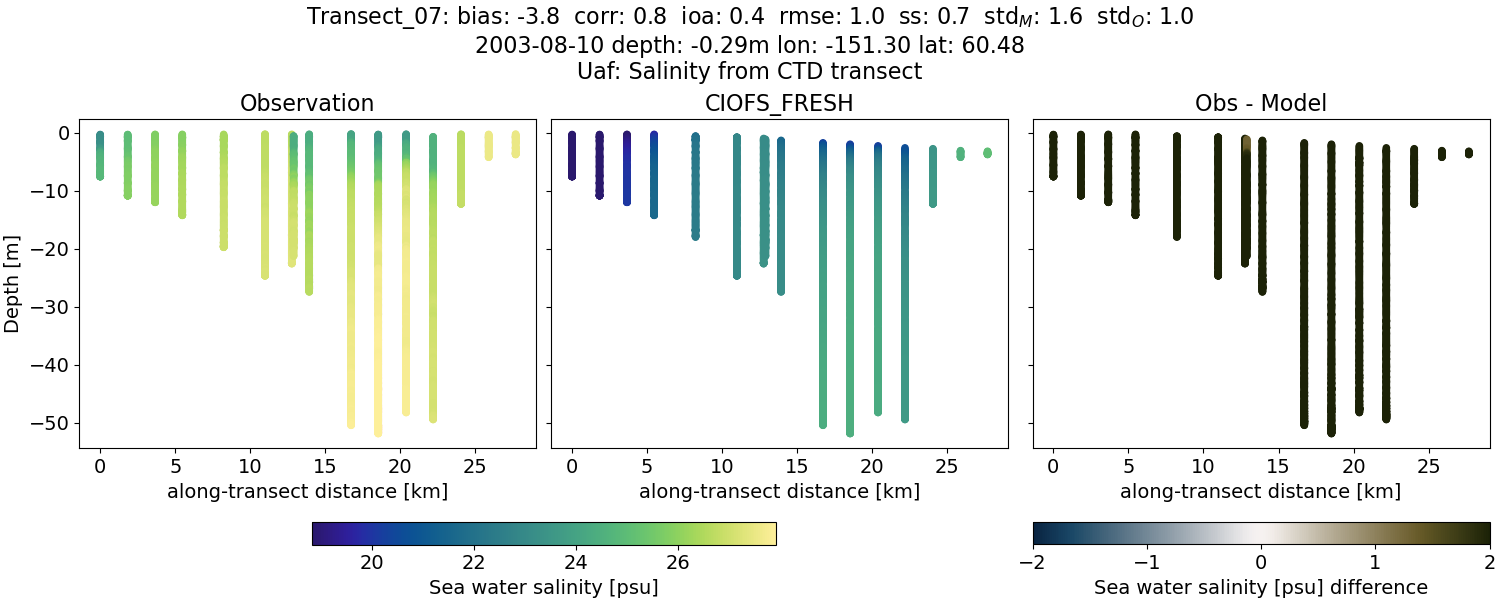 Transect_07: bias: -3.8  corr: 0.8  ioa: 0.4  rmse: 1.0  ss: 0.7  std_M: 1.6  std_O: 1.0
2003-08-10 depth: -0.29m lon: -151.30 lat: 60.48
Uaf: Salinity from CTD transect
Observation
CIOFS_FRESH
Obs - Model
Depth [m]
0
−10
−20
−30
−40
−50
0 5 10 15 20 25
0 5 10 15 20 25
0 5 10 15 20 25
along-transect distance [km]
along-transect distance [km]
along-transect distance [km]
20 22 24 26
Sea water salinity [psu]
−2 −1 0 1 2
Sea water salinity [psu] difference